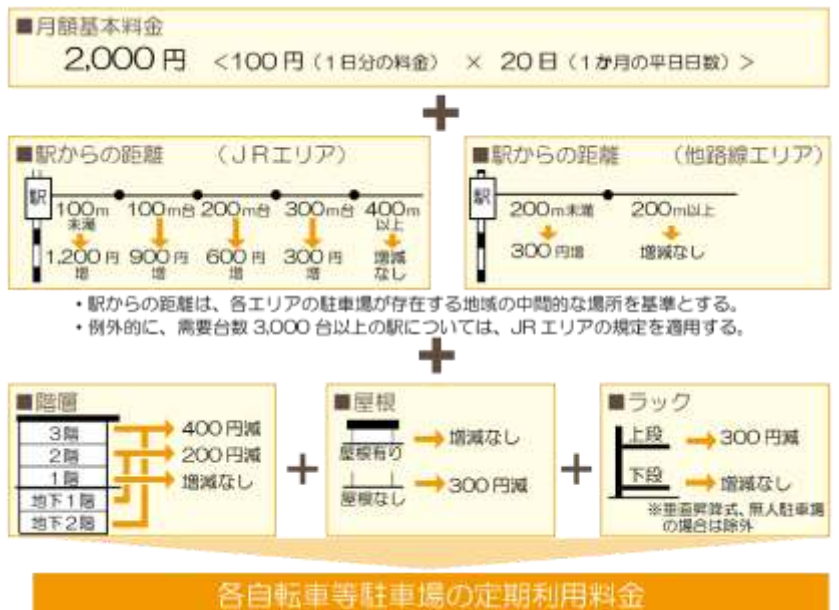 ■月額基本料金
2,000円 <100円（1日分の料金） × 20日（1か月の平日日数）>
+
■駅からの距離 （JRエリア）
駅
100m未満 100m台 200m台 300m台 400m以上
1,200円増 900円増 600円増 300円増 増減なし
■駅からの距離 （他路線エリア）
駅
200m未満 200m以上
300円増 増減なし
・駅からの距離は、各エリアの駐車場が存在する地域の中間的な場所を基準とする。
・例外的に、需要台数3,000台以上の駅については、JRエリアの規定を適用する。
+
■階層
3階
2階
1階
地下1階
地下2階
400円減
200円減
増減なし
+
■屋根
屋根有り 増減なし
屋根なし 300円減
+
■ラック
上段 300円減
下段 増減なし
※垂直昇降式、無人駐車場
の場合は除外
各自転車等駐車場の定期利用料金